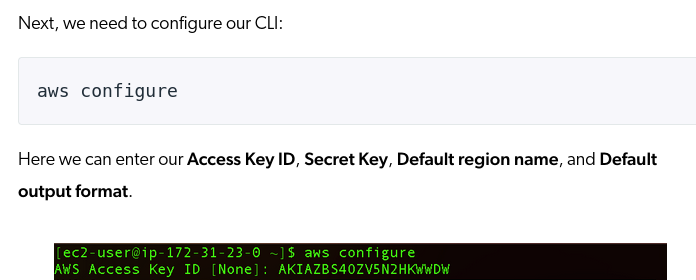 Next, we need to configure our CLI:
aws configure
Here we can enter our Access Key ID, Secret Key, Default region name, and Default
output format.
[ec2-user@ip-172-31-23-0 ~]$ aws configure
AWS Access Key ID [None]: AKIAZBS4OZV5N2HKWWDW